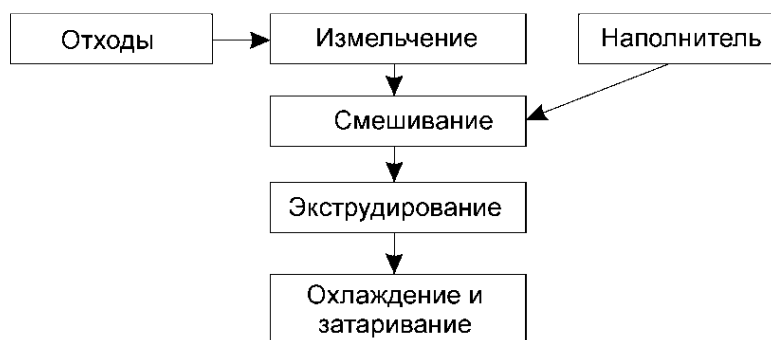 Отходы
Измельчение
Наполнитель
Смешивание
Экструдирование
Охлаждение и
затаривание